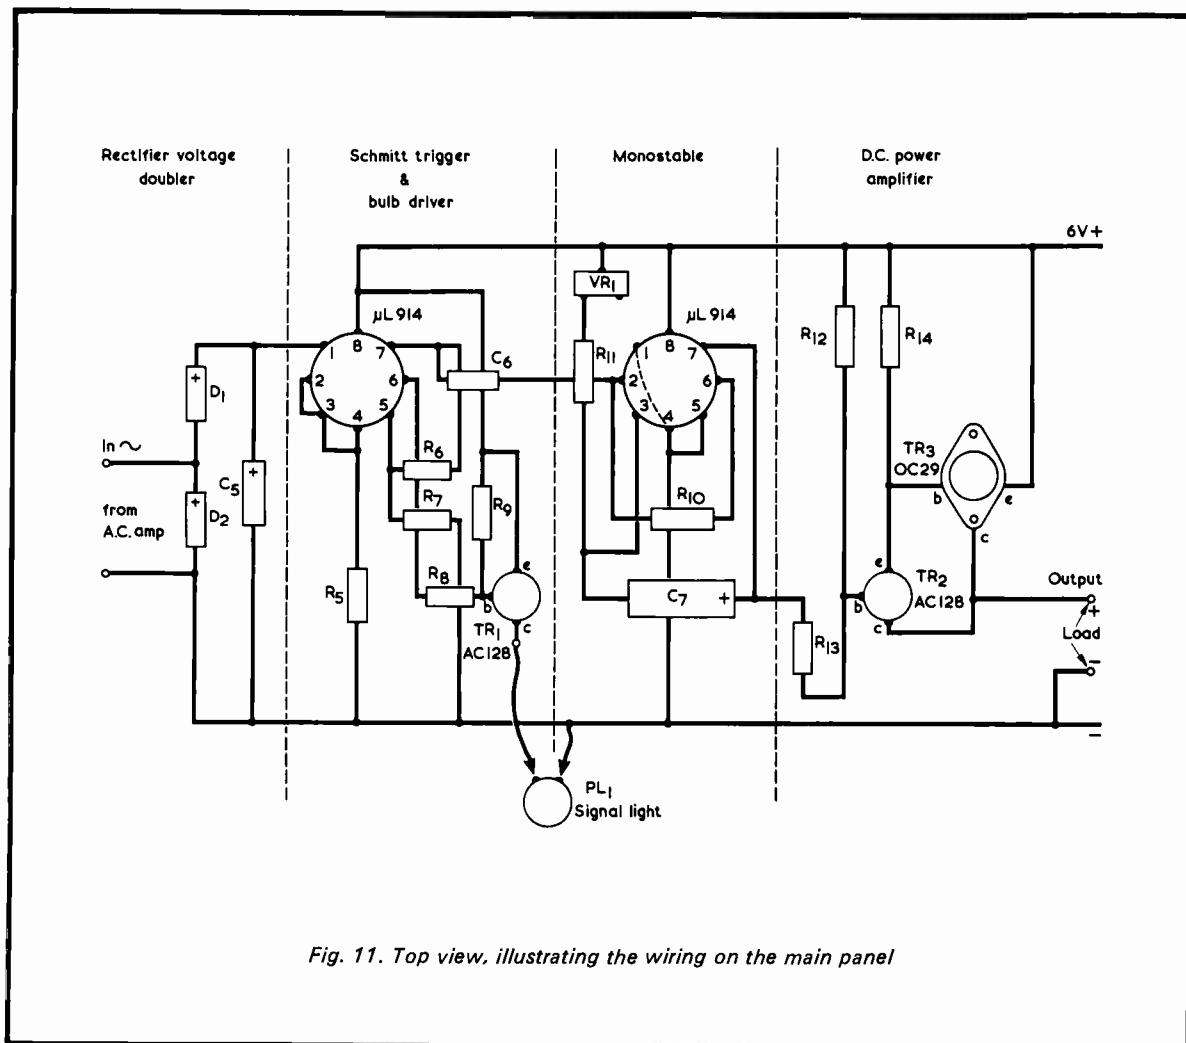 Rectifier voltage
doubler
Schmitt trigger
&
bulb driver
Monostable
D.C. power
amplifier
6V+
VR1
μL 914
μL 914
1 8 7
2 6
3 4 5
1 8 7
2 6
3 4 5
C6
R11
R12
R14
D1
In ~
C5
D2
from
A.C. amp
R6
R7
R9
R10
TR3
OC29
b e
c
R5
R8
b e
c
TR1
AC128
C7 +
R13
e
b
c
TR2
AC128
Output
+
Load
−
−
PL1
Signal light
Fig. 11. Top view, illustrating the wiring on the main panel